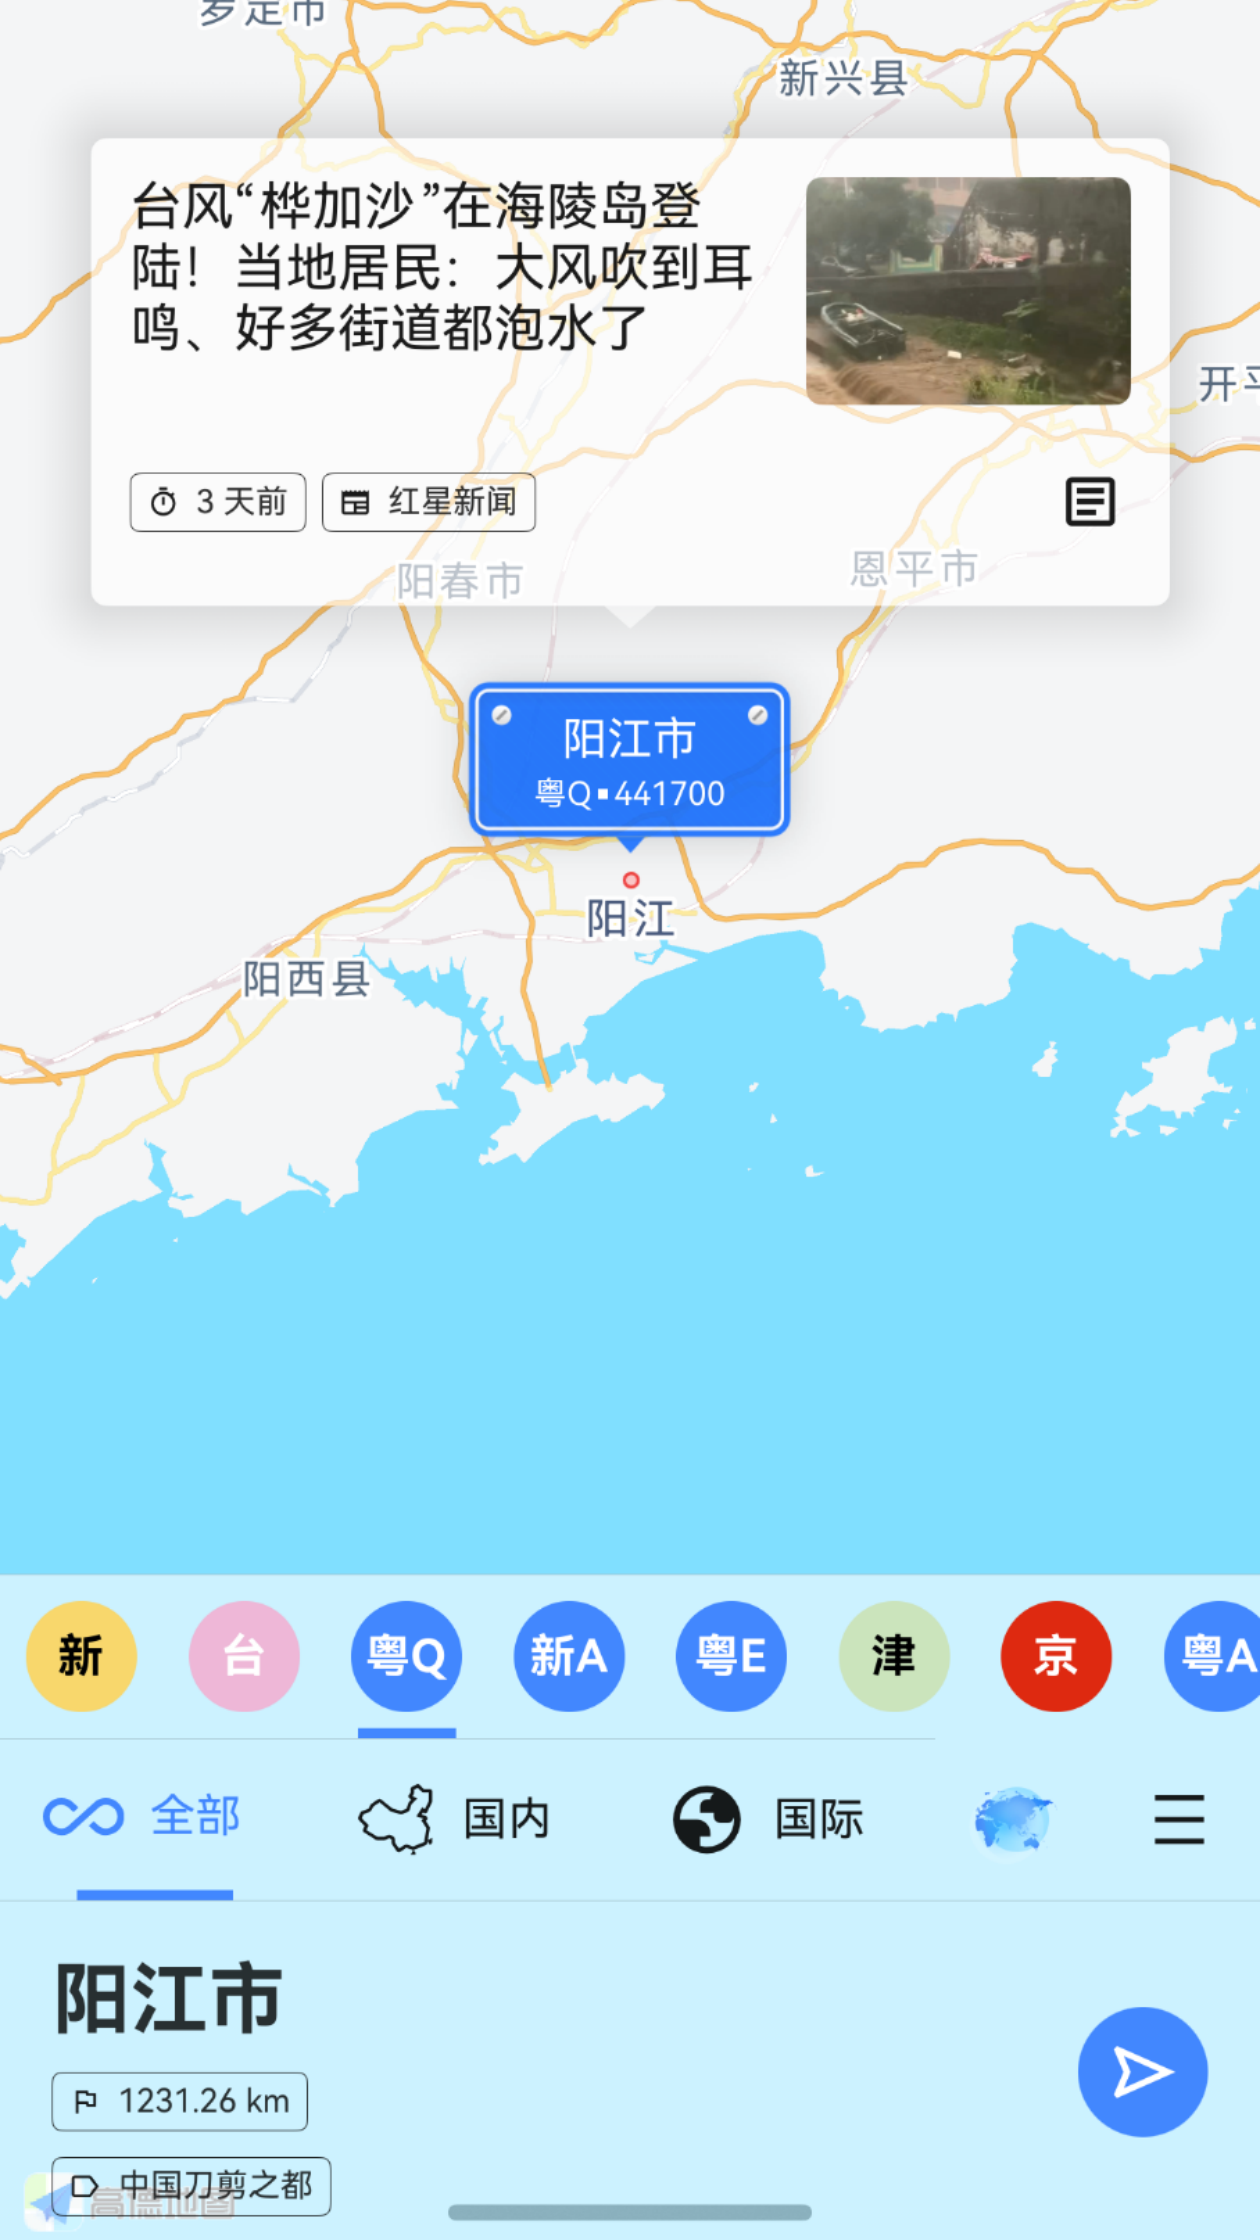 罗定市
新兴县
台风“桦加沙”在海陵岛登
陆！当地居民：大风吹到耳
鸣、好多街道都泡水了
开平
3 天前
红星新闻
阳春市
恩平市
阳江市
粤Q▪441700
阳江
阳西县
新
台
粤Q
新A
粤E
津
京
粤A
全部
国内
国际
阳江市
1231.26 km
中国刀剪之都
高德地图